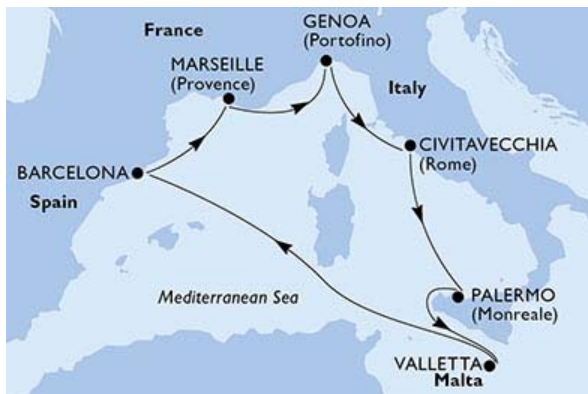 France
GENOA
(Portofino)
MARSEILLE
(Provence)
Italy
CIVITAVECCHIA
(Rome)
BARCELONA
Spain
Mediterranean Sea
PALERMO
(Monreale)
VALLETTA
Malta